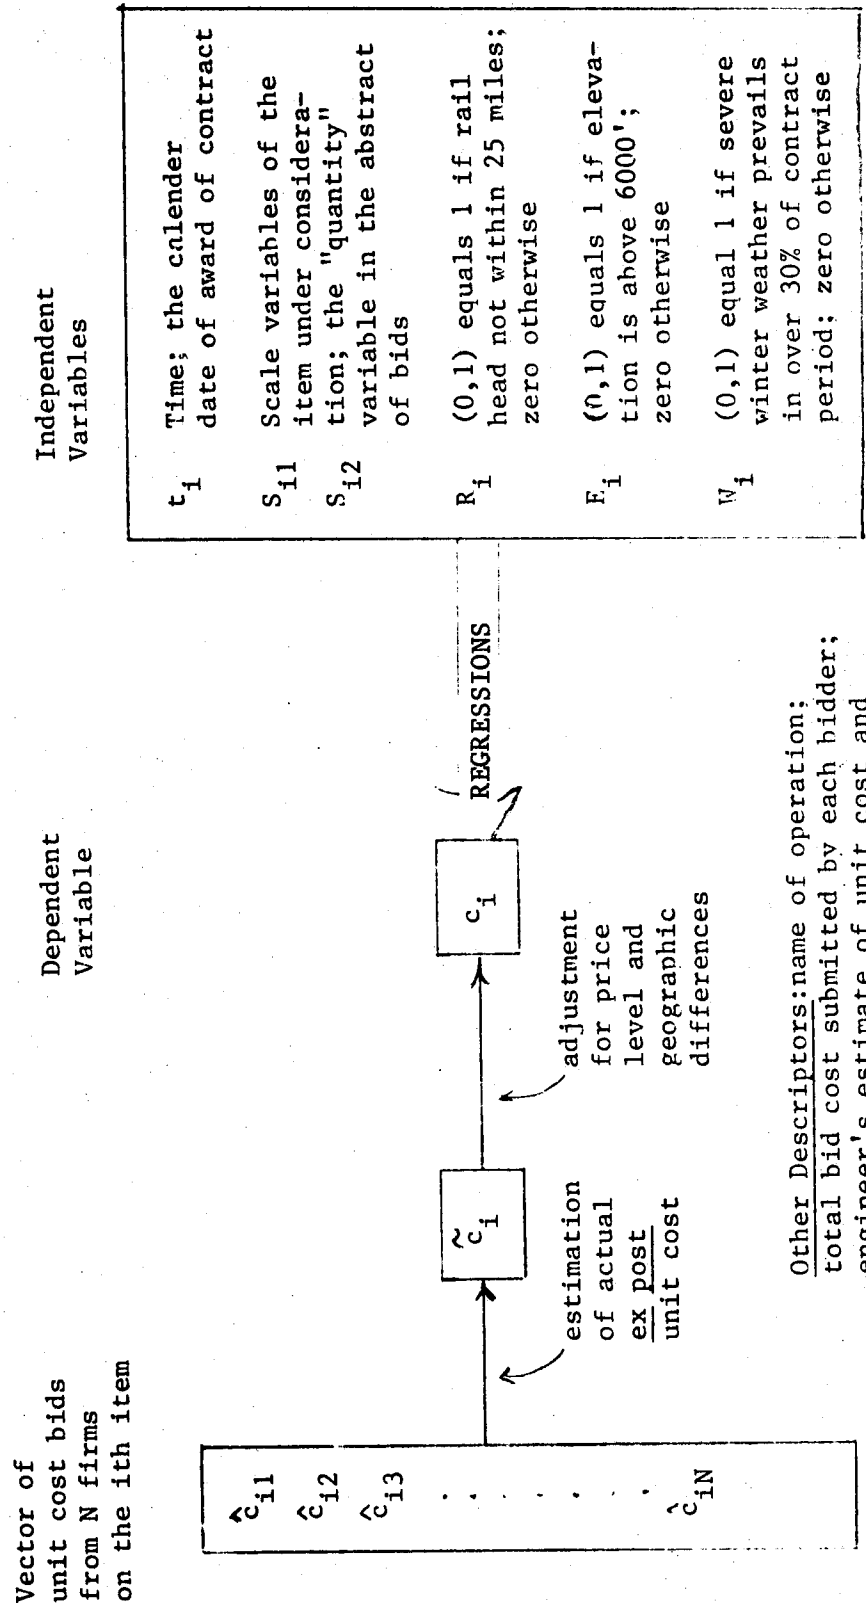 Vector of
unit cost bids
from N firms
on the ith item
ĉi1
ĉi2
ĉi3
ĉiN
estimation
of actual
ex post
unit cost
c̃i
Dependent
Variable
adjustment
for price
level and
geographic
differences
ci
REGRESSIONS
Independent
Variables
ti Time; the calender
date of award of contract
Si1 Scale variables of the
item under considera-
Si2 tion; the "quantity"
variable in the abstract
of bids
Ri (0,1) equals 1 if rail
head not within 25 miles;
zero otherwise
Ei (0,1) equals 1 if eleva-
tion is above 6000';
zero otherwise
Wi (0,1) equal 1 if severe
winter weather prevails
in over 30% of contract
period; zero otherwise
Other Descriptors:name of operation;
total bid cost submitted by each bidder;
engineer's estimate of unit cost and